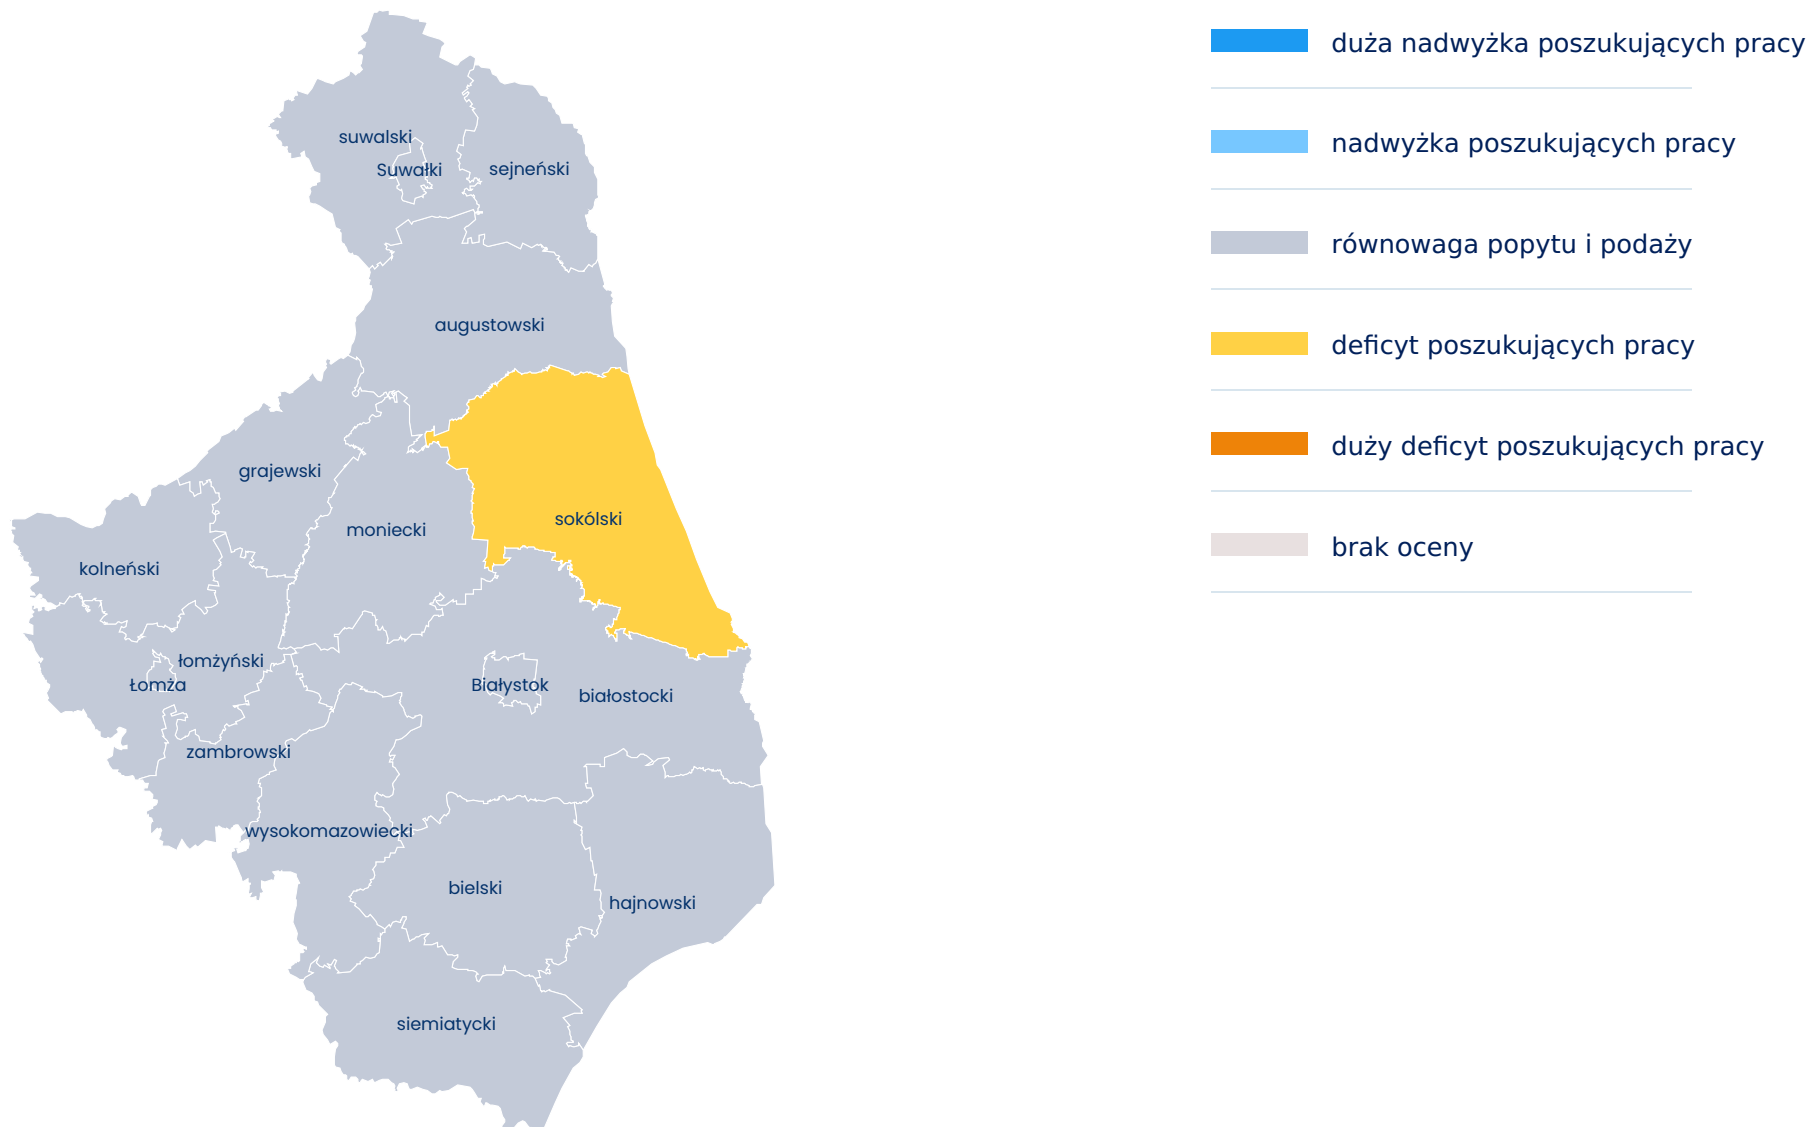 duża nadwyżka poszukujących pracy
nadwyżka poszukujących pracy
równowaga popytu i podaży
deficyt poszukujących pracy
duży deficyt poszukujących pracy
brak oceny
suwalski
Suwałki
sejneński
augustowski
grajewski
sokólski
moniecki
kolneński
łomżyński
Łomża
Białystok
białostocki
zambrowski
wysokomazowiecki
bielski
hajnowski
siemiatycki